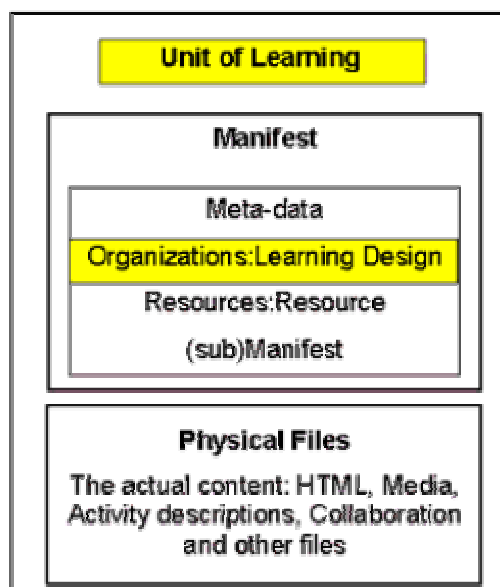 Unit of Learning
Manifest
Meta-data
Organizations:Learning Design
Resources:Resource
(sub)Manifest
Physical Files
The actual content: HTML, Media,
Activity descriptions, Collaboration
and other files